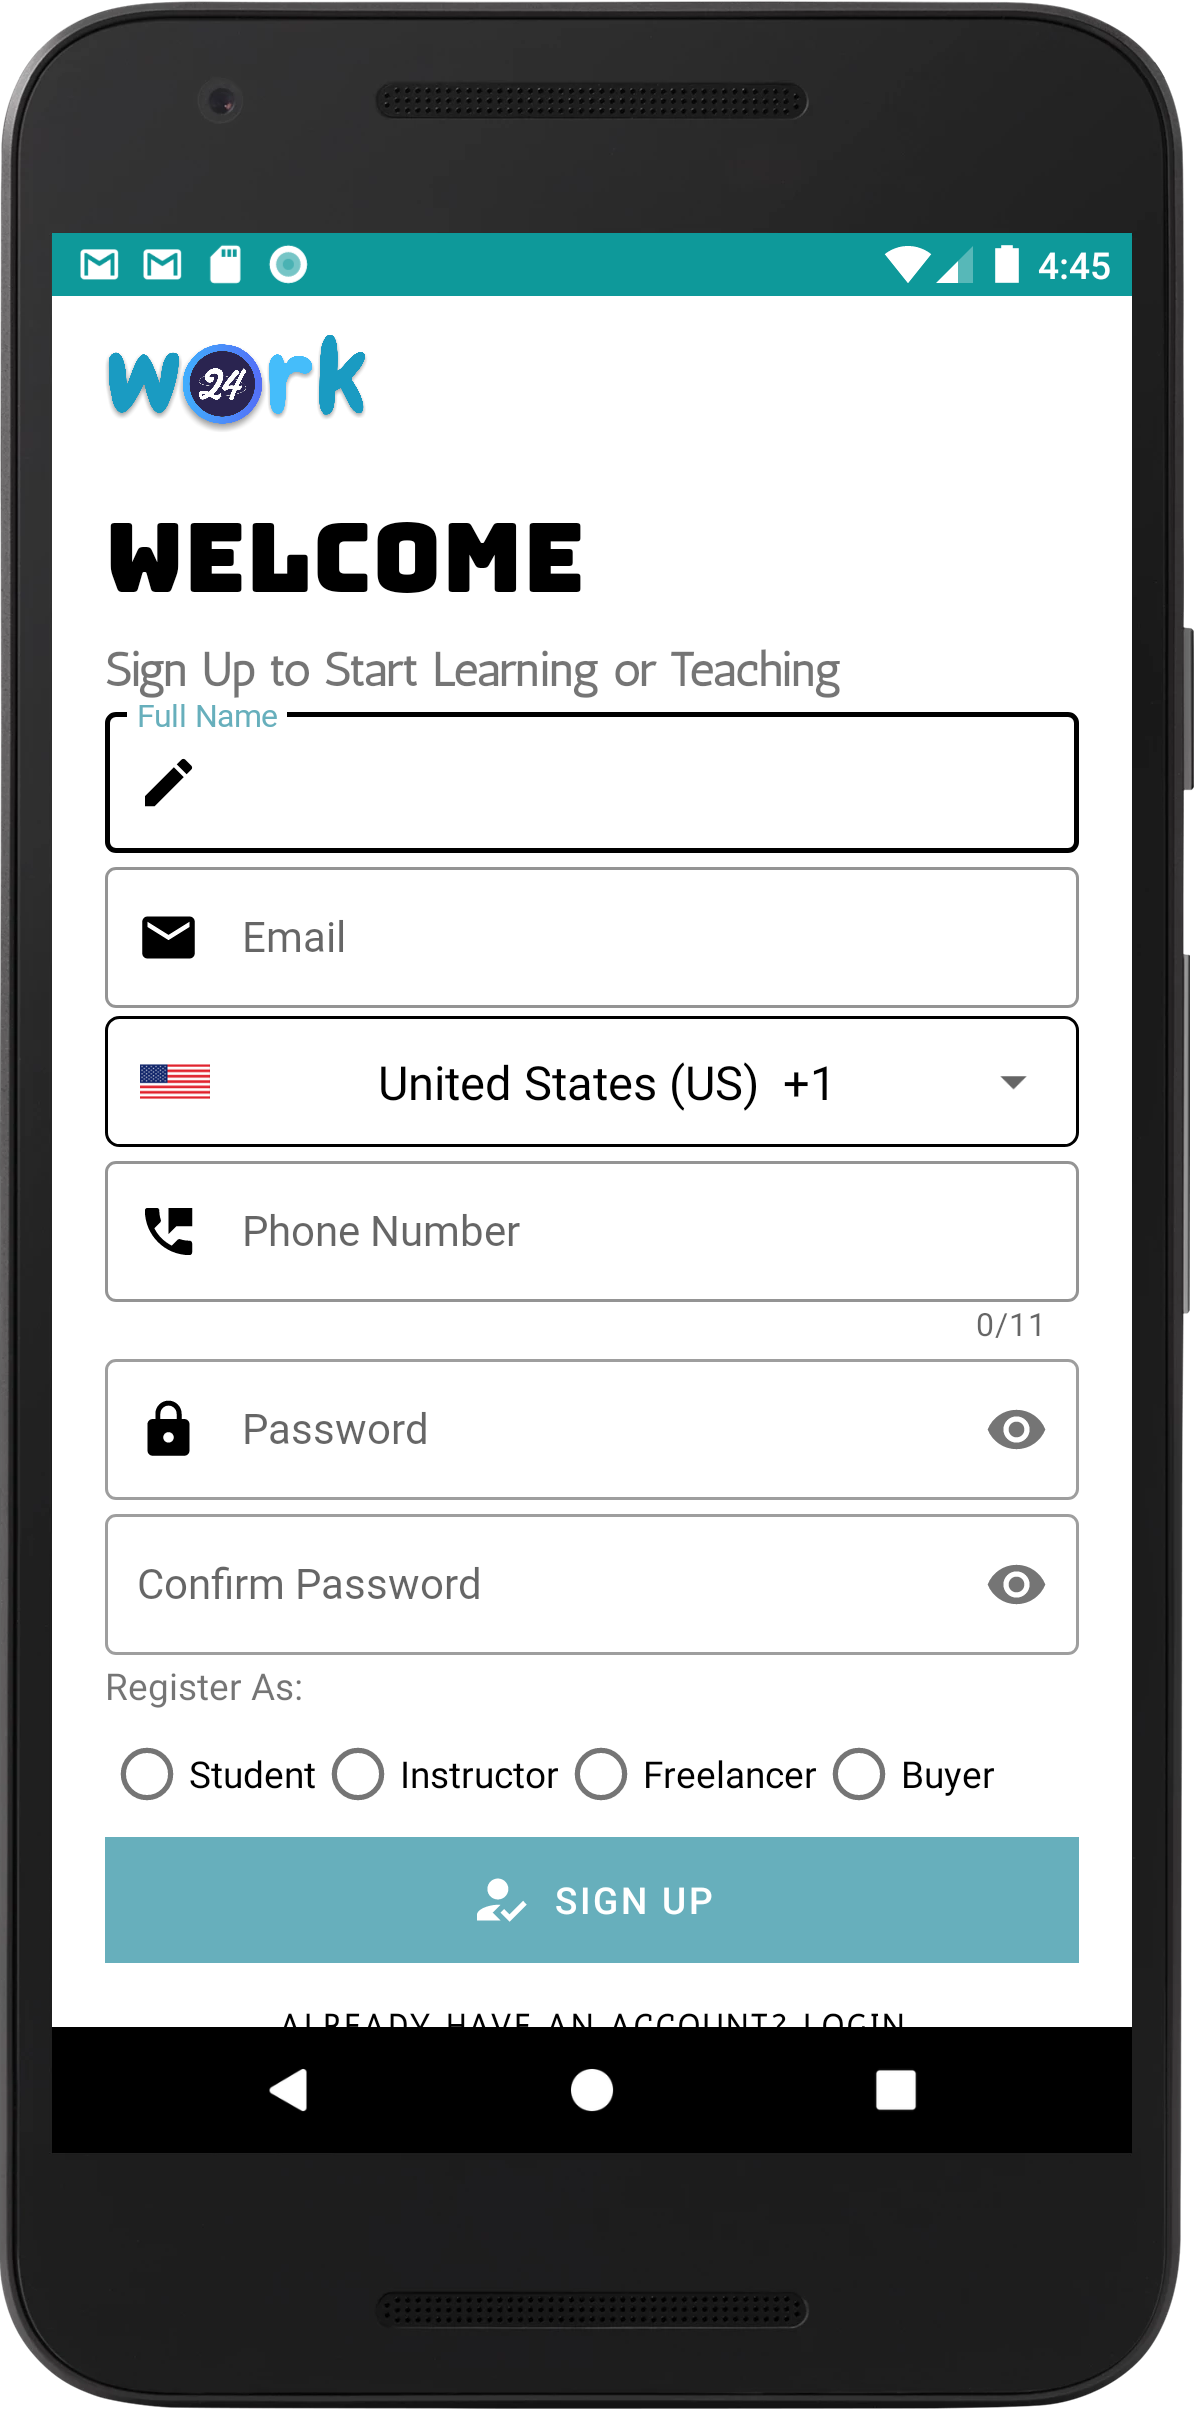 4:45
w24rk
WELCOME
Sign Up to Start Learning or Teaching
Full Name
Email
United States (US) +1
Phone Number
0/11
Password
Confirm Password
Register As:
Student Instructor Freelancer Buyer
SIGN UP
ALREADY HAVE AN ACCOUNT? LOGIN